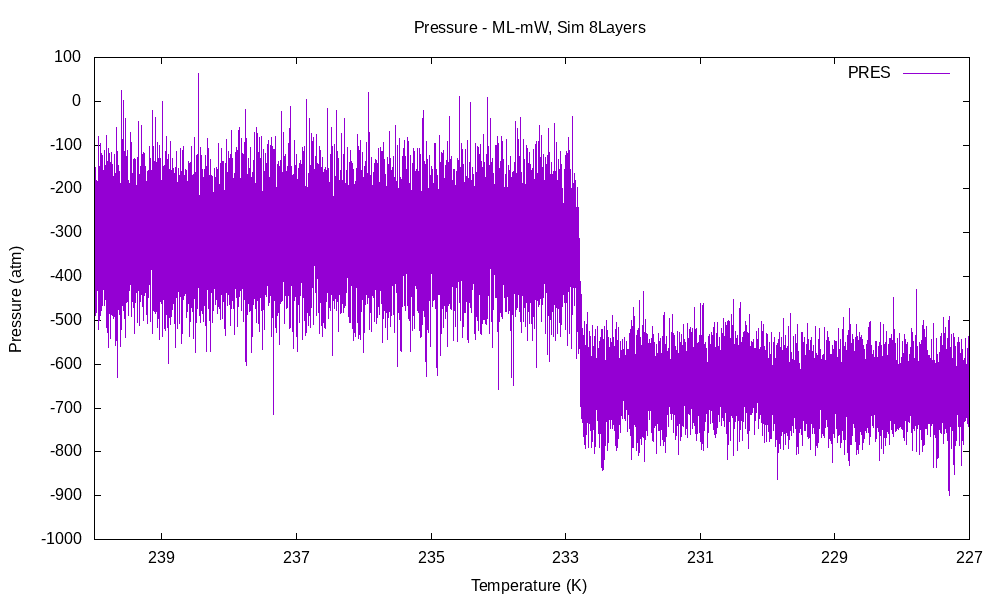 Pressure - ML-mW, Sim 8Layers
PRES
100
0
-100
-200
-300
-400
-500
-600
-700
-800
-900
-1000
Pressure (atm)
239 237 235 233 231 229 227
Temperature (K)